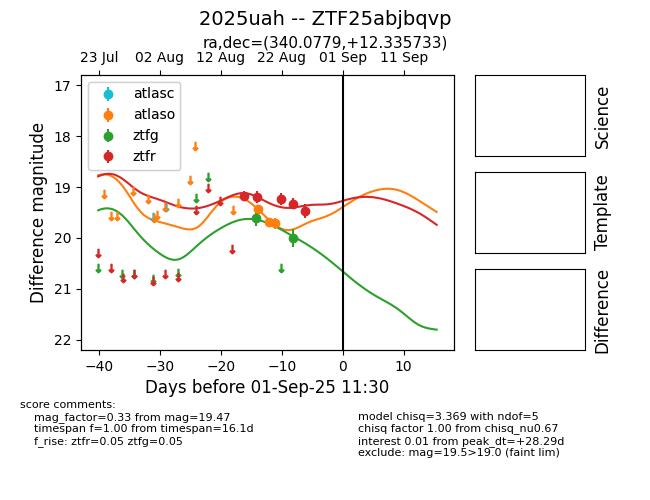 2025uah -- ZTF25abjbqvp
ra,dec=(340.0779,+12.335733)
23 Jul 02 Aug 12 Aug 22 Aug 01 Sep 11 Sep
17
18
19
20
21
22
Difference magnitude
atlasc
atlaso
ztfg
ztfr
−40 −30 −20 −10 0 10
Days before 01-Sep-25 11:30
Science
Template
Difference
score comments:
mag_factor=0.33 from mag=19.47
timespan f=1.00 from timespan=16.1d
f_rise: ztfr=0.05 ztfg=0.05
model chisq=3.369 with ndof=5
chisq factor 1.00 from chisq_nu0.67
interest 0.01 from peak_dt=+28.29d
exclude: mag=19.5>19.0 (faint lim)